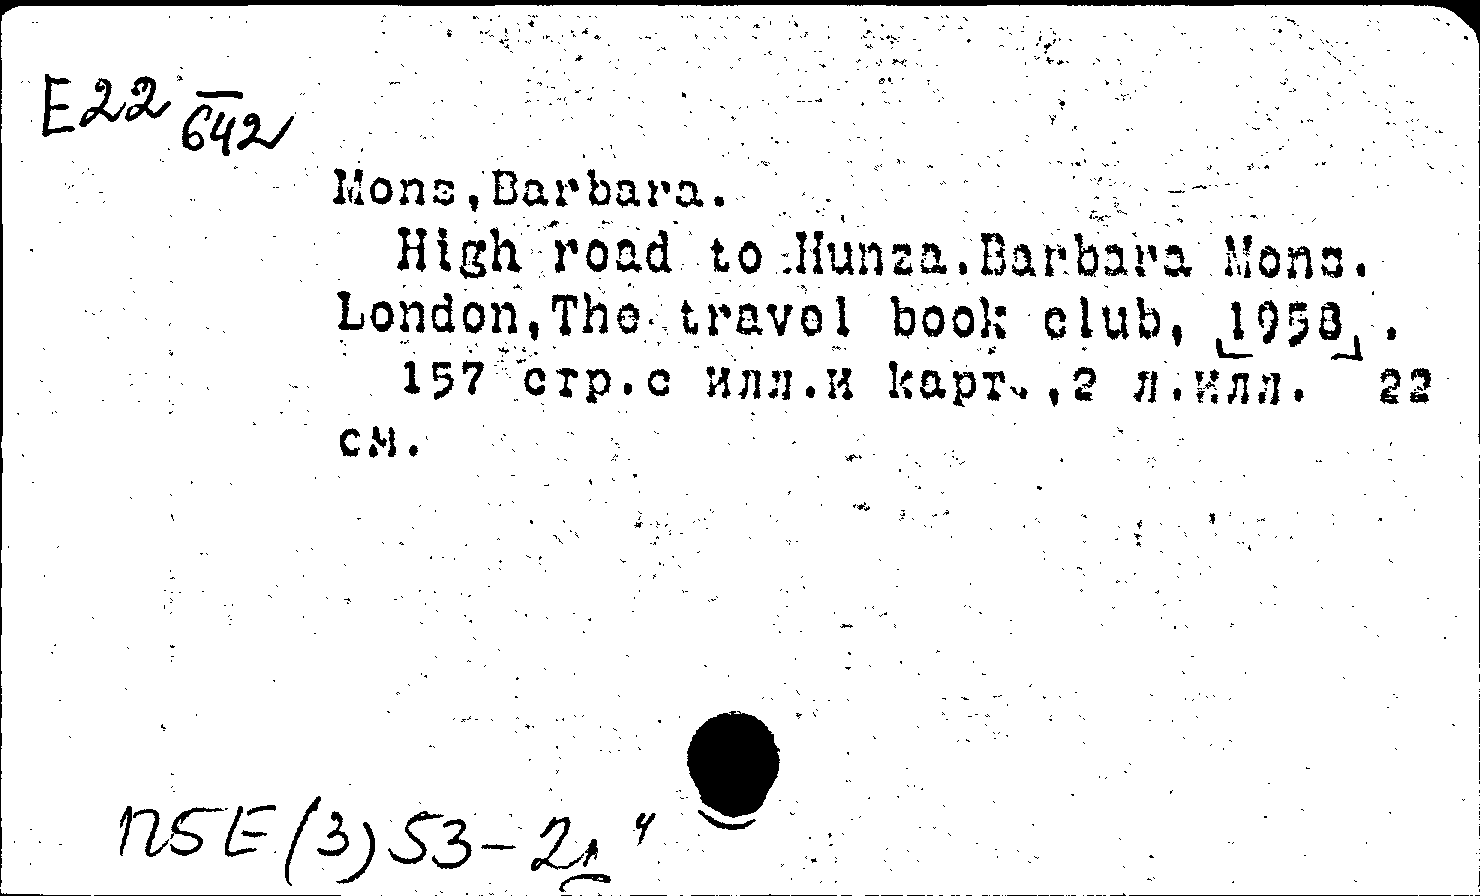 E22 —
642
Mons, Barbara.
High road to Hunza. Barbara Mons.
London, The travel book club, [1958].
157 стр. с илл. и карт., 2 л. илл. 22
см.
П5Е(3)53-2